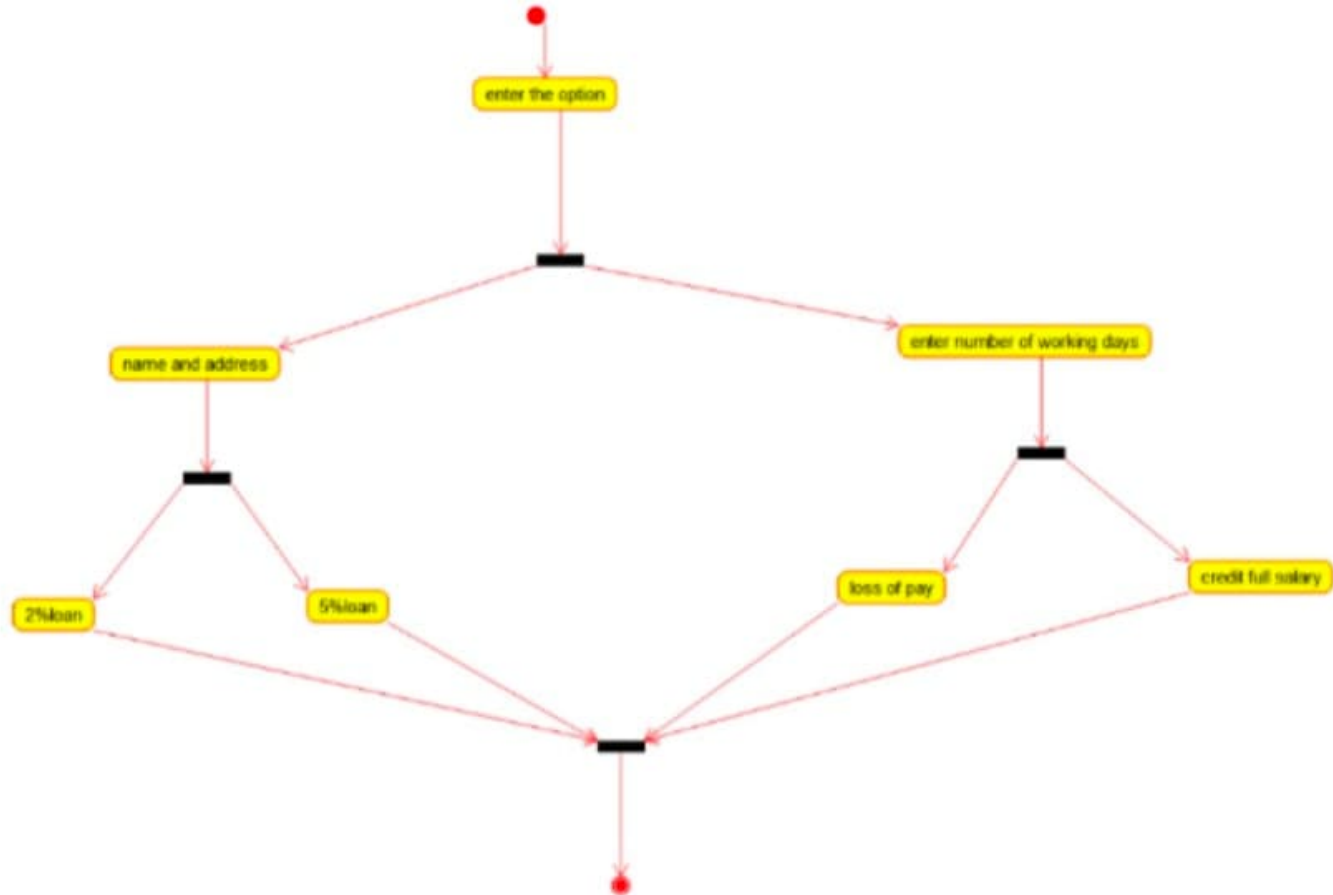 enter the option
enter number of working days
name and address
credit full salary
loss of pay
5%loan
2%loan